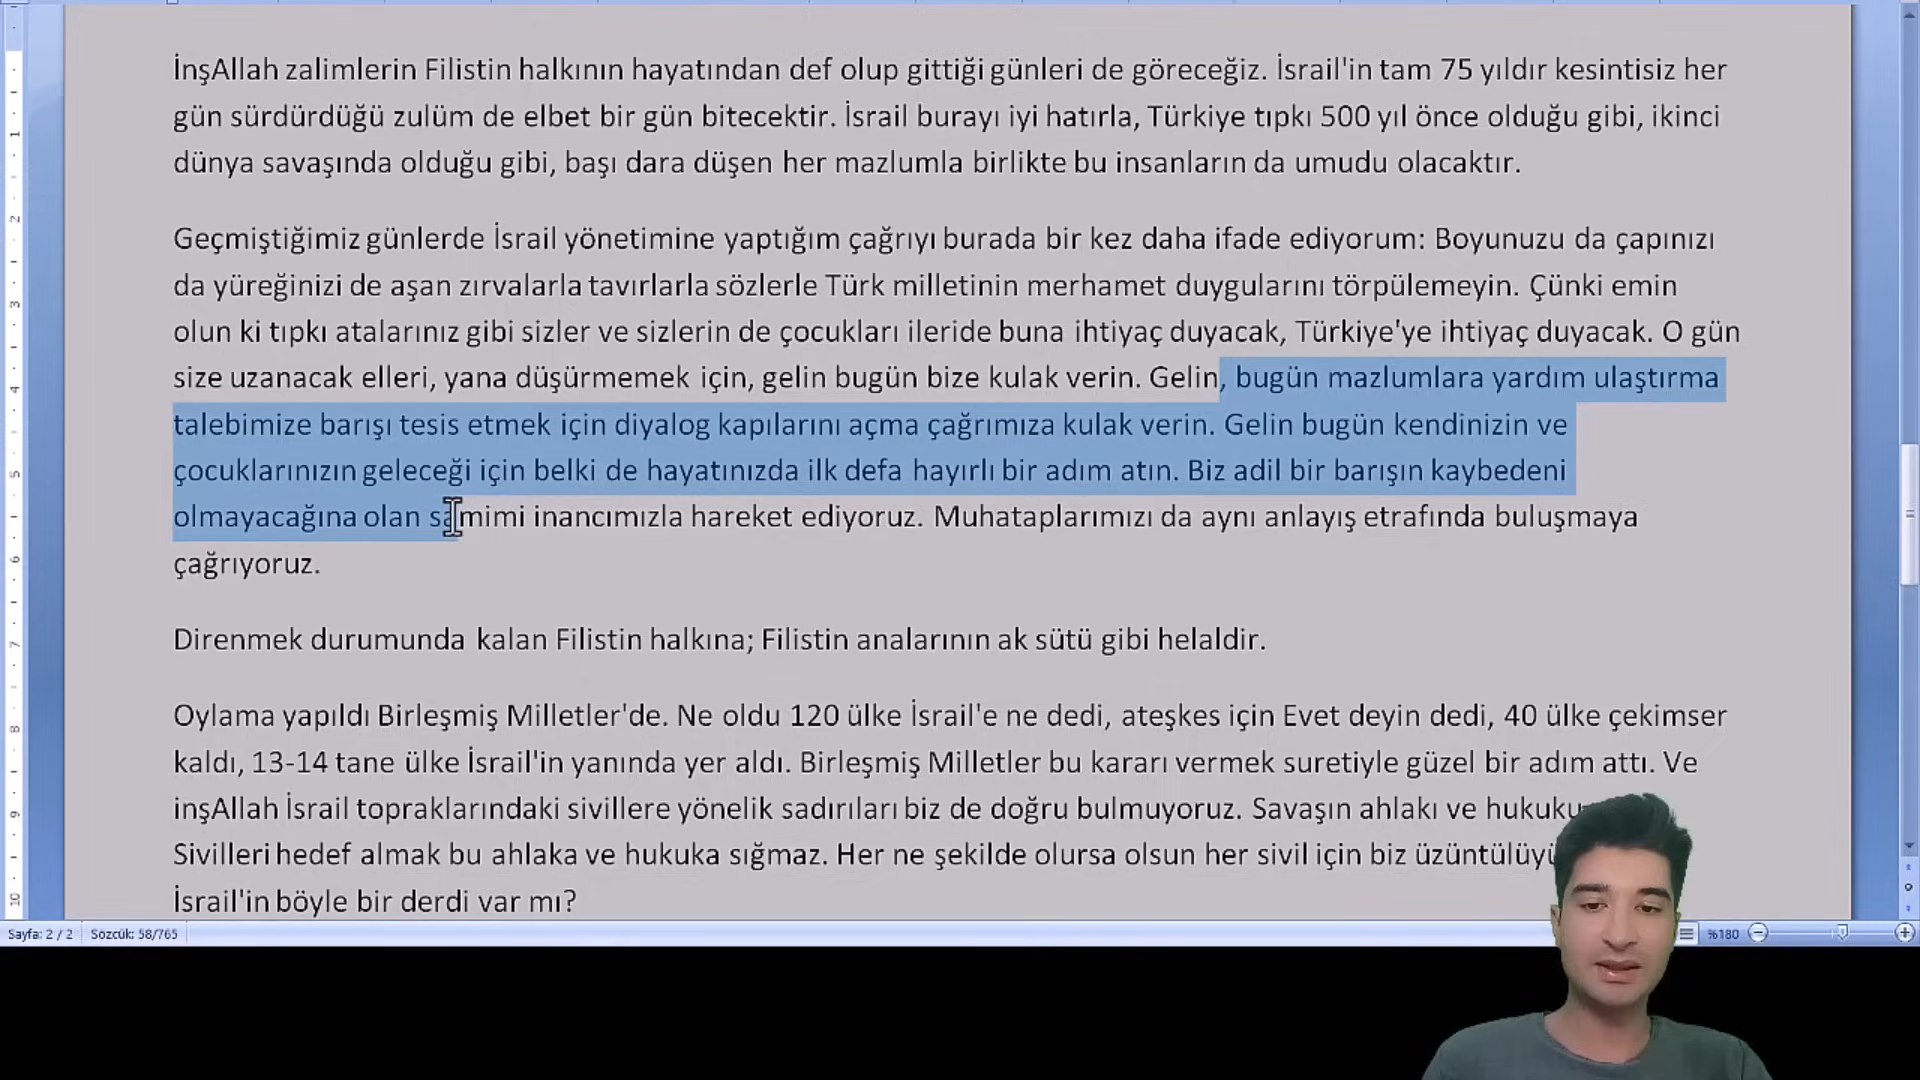 İnşAllah zalimlerin Filistin halkının hayatından def olup gittiği günleri de göreceğiz. İsrail'in tam 75 yıldır kesintisiz her
gün sürdürdüğü zulüm de elbet bir gün bitecektir. İsrail burayı iyi hatırla, Türkiye tıpkı 500 yıl önce olduğu gibi, ikinci
dünya savaşında olduğu gibi, başı dara düşen her mazlumla birlikte bu insanların da umudu olacaktır.
Geçmiştiğimiz günlerde İsrail yönetimine yaptığım çağrıyı burada bir kez daha ifade ediyorum: Boyunuzu da çapınızı
da yüreğinizi de aşan zırvalarla tavırlarla sözlerle Türk milletinin merhamet duygularını törpülemeyin. Çünki emin
olun ki tıpkı atalarınız gibi sizler ve sizlerin de çocukları ileride buna ihtiyaç duyacak, Türkiye'ye ihtiyaç duyacak. O gün
size uzanacak elleri, yana düşürmemek için, gelin bugün bize kulak verin. Gelin, bugün mazlumlara yardım ulaştırma
talebimize barışı tesis etmek için diyalog kapılarını açma çağrımıza kulak verin. Gelin bugün kendinizin ve
çocuklarınızın geleceği için belki de hayatınızda ilk defa hayırlı bir adım atın. Biz adil bir barışın kaybedeni
olmayacağına olan samimi inancımızla hareket ediyoruz. Muhataplarımızı da aynı anlayış etrafında buluşmaya
çağrıyoruz.
Direnmek durumunda kalan Filistin halkına; Filistin analarının ak sütü gibi helaldir.
Oylama yapıldı Birleşmiş Milletler'de. Ne oldu 120 ülke İsrail'e ne dedi, ateşkes için Evet deyin dedi, 40 ülke çekimser
kaldı, 13-14 tane ülke İsrail'in yanında yer aldı. Birleşmiş Milletler bu kararı vermek suretiyle güzel bir adım attı. Ve
inşAllah İsrail topraklarındaki sivillere yönelik sadırıları biz de doğru bulmuyoruz. Savaşın ahlakı ve hukuku
Sivilleri hedef almak bu ahlaka ve hukuka sığmaz. Her ne şekilde olursa olsun her sivil için biz
İsrail'in böyle bir derdi var mı?
Sayfa: 2 / 2 Sözcük: 58/765 %180